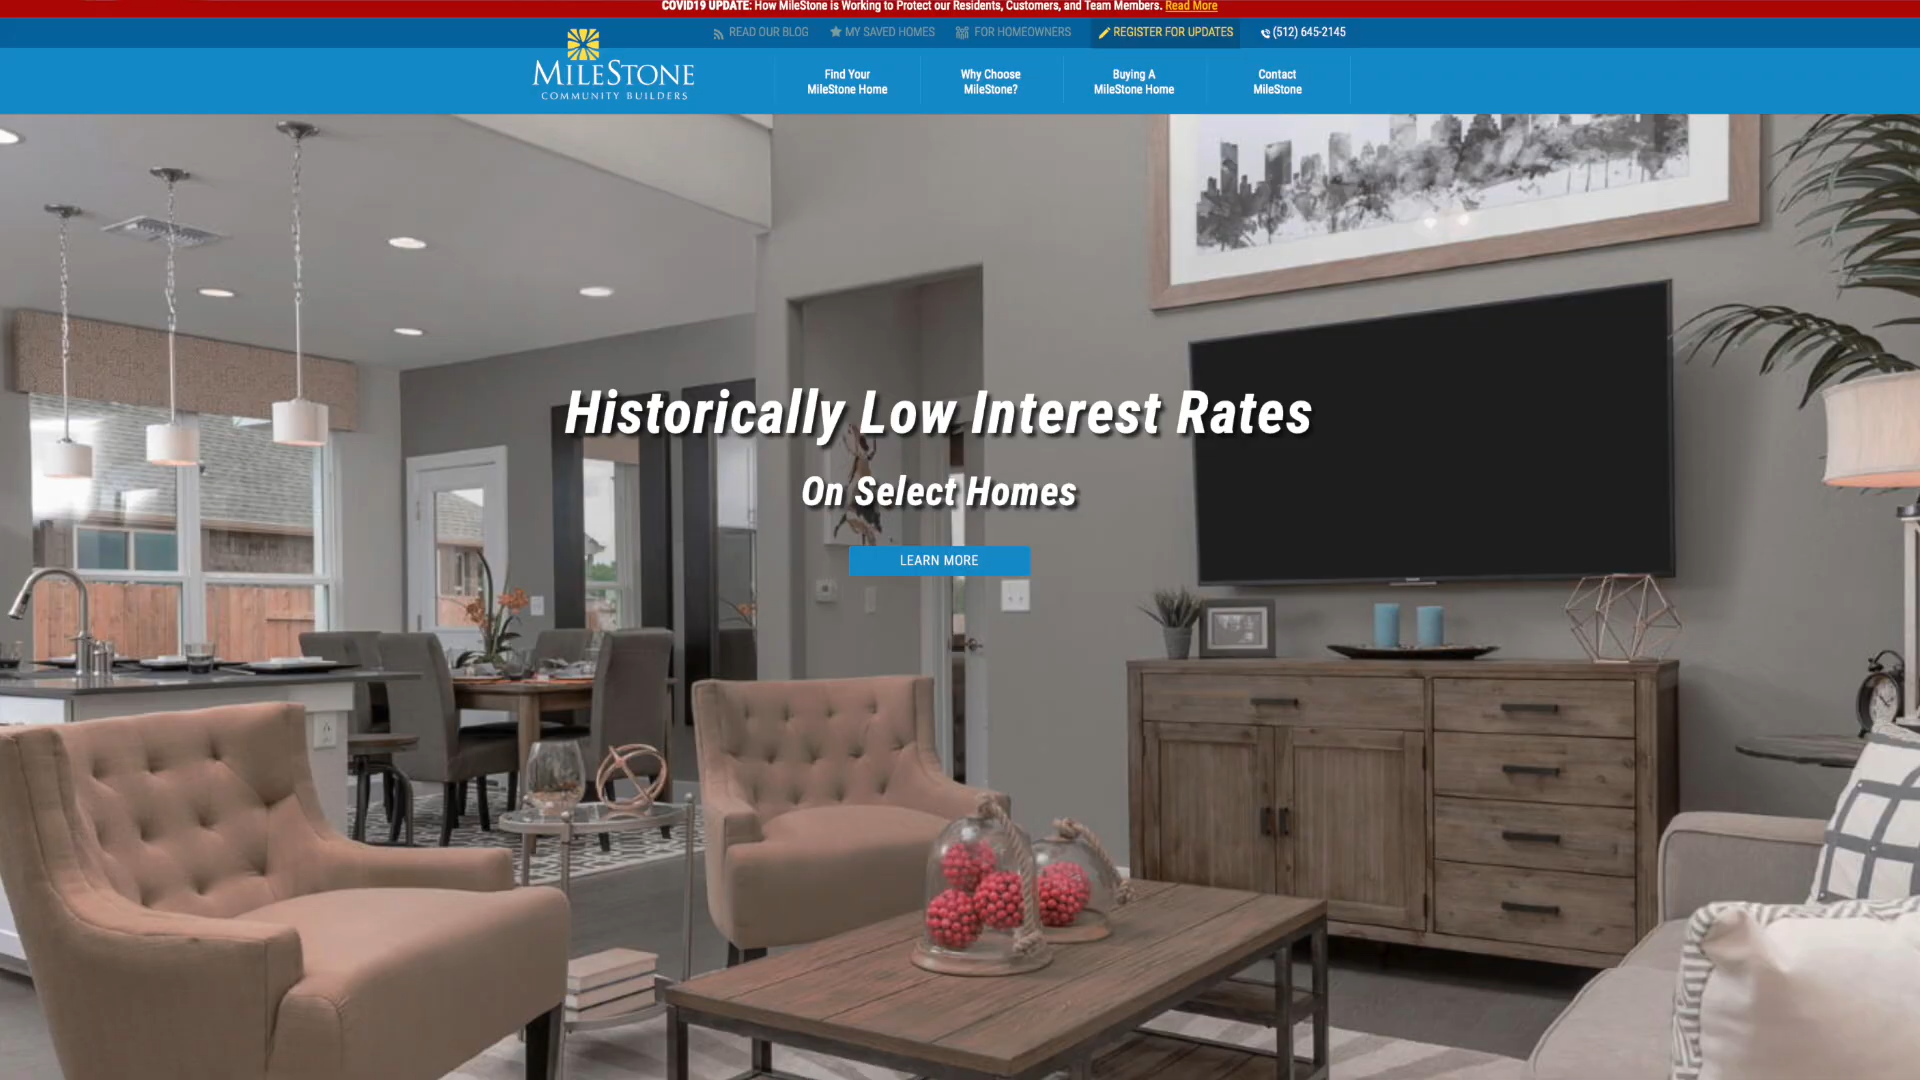 COVID19 UPDATE: How MileStone is Working to Protect our Residents, Customers, and Team Members. Read More
READ OUR BLOG
MY SAVED HOMES
FOR HOMEOWNERS
REGISTER FOR UPDATES
(512) 645-2145
MILESTONE
COMMUNITY BUILDERS
Find Your
MileStone Home
Why Choose
MileStone?
Buying A
MileStone Home
Contact
MileStone
Historically Low Interest Rates
On Select Homes
LEARN MORE